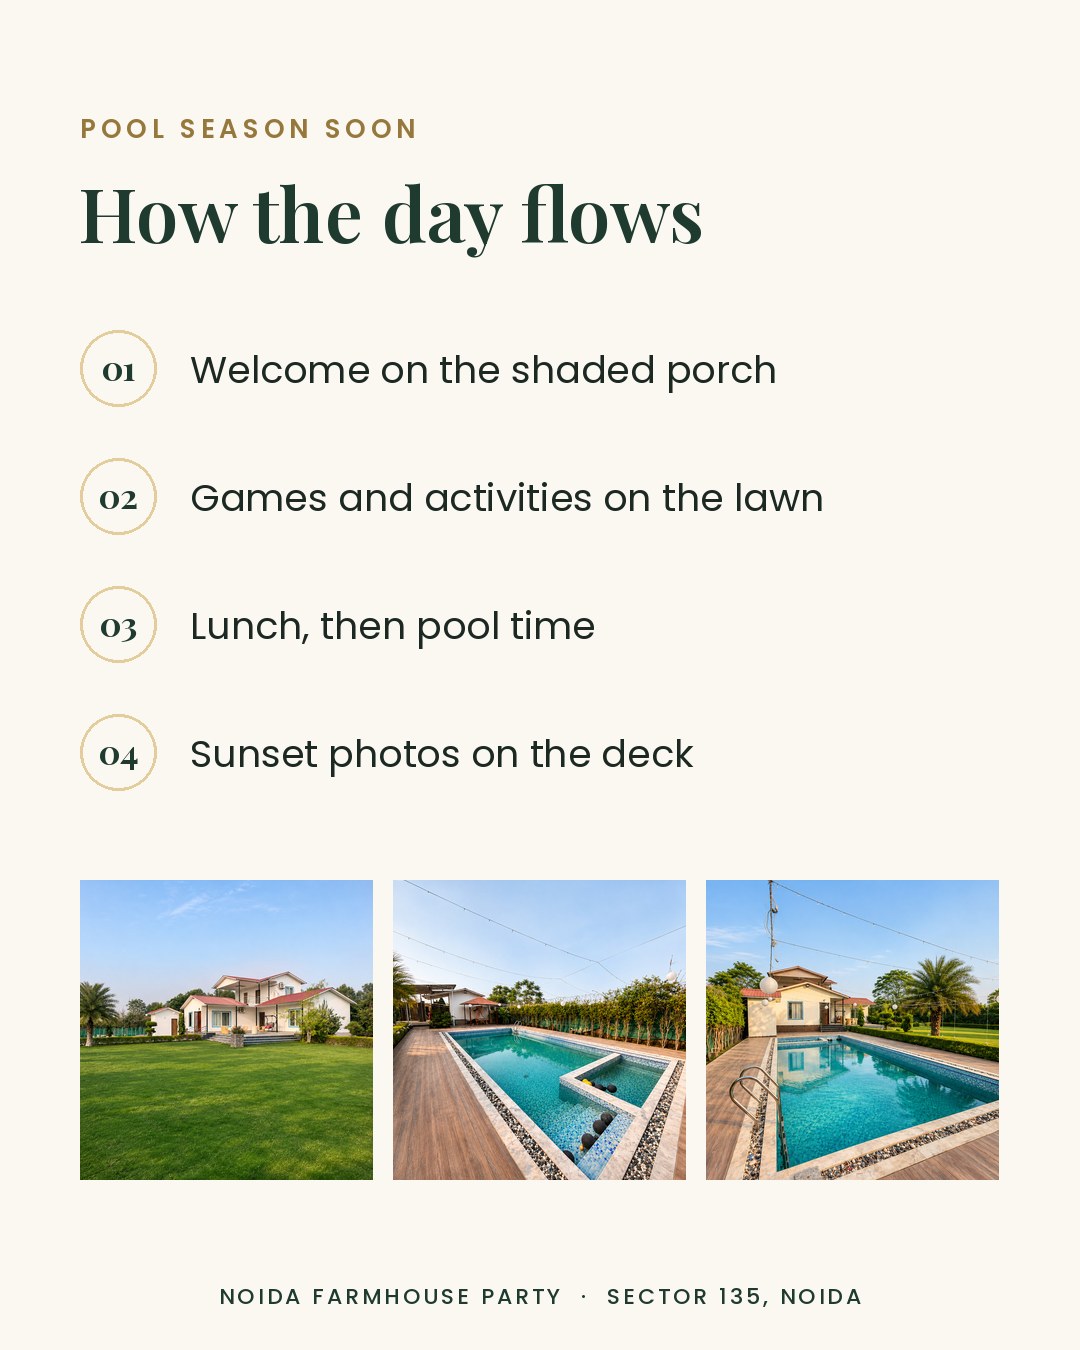 POOL SEASON SOON
How the day flows
01 Welcome on the shaded porch
02 Games and activities on the lawn
03 Lunch, then pool time
04 Sunset photos on the deck
NOIDA FARMHOUSE PARTY · SECTOR 135, NOIDA